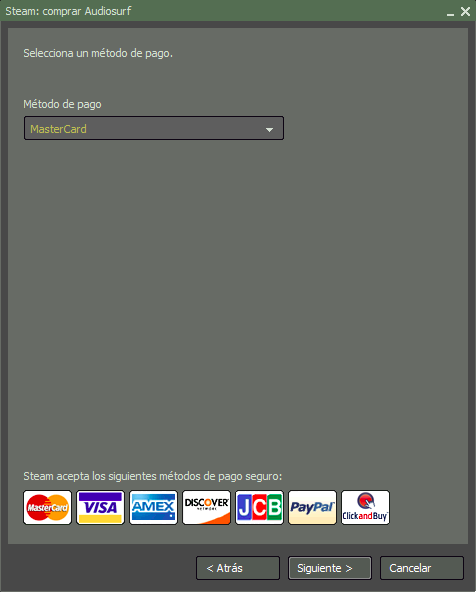 Steam: comprar Audiosurf
Selecciona un método de pago.
Método de pago
MasterCard
Steam acepta los siguientes métodos de pago seguro:
MasterCard VISA AMEX DISCOVER NETWORK JCB PayPal ClickandBuy
< Atrás Siguiente > Cancelar